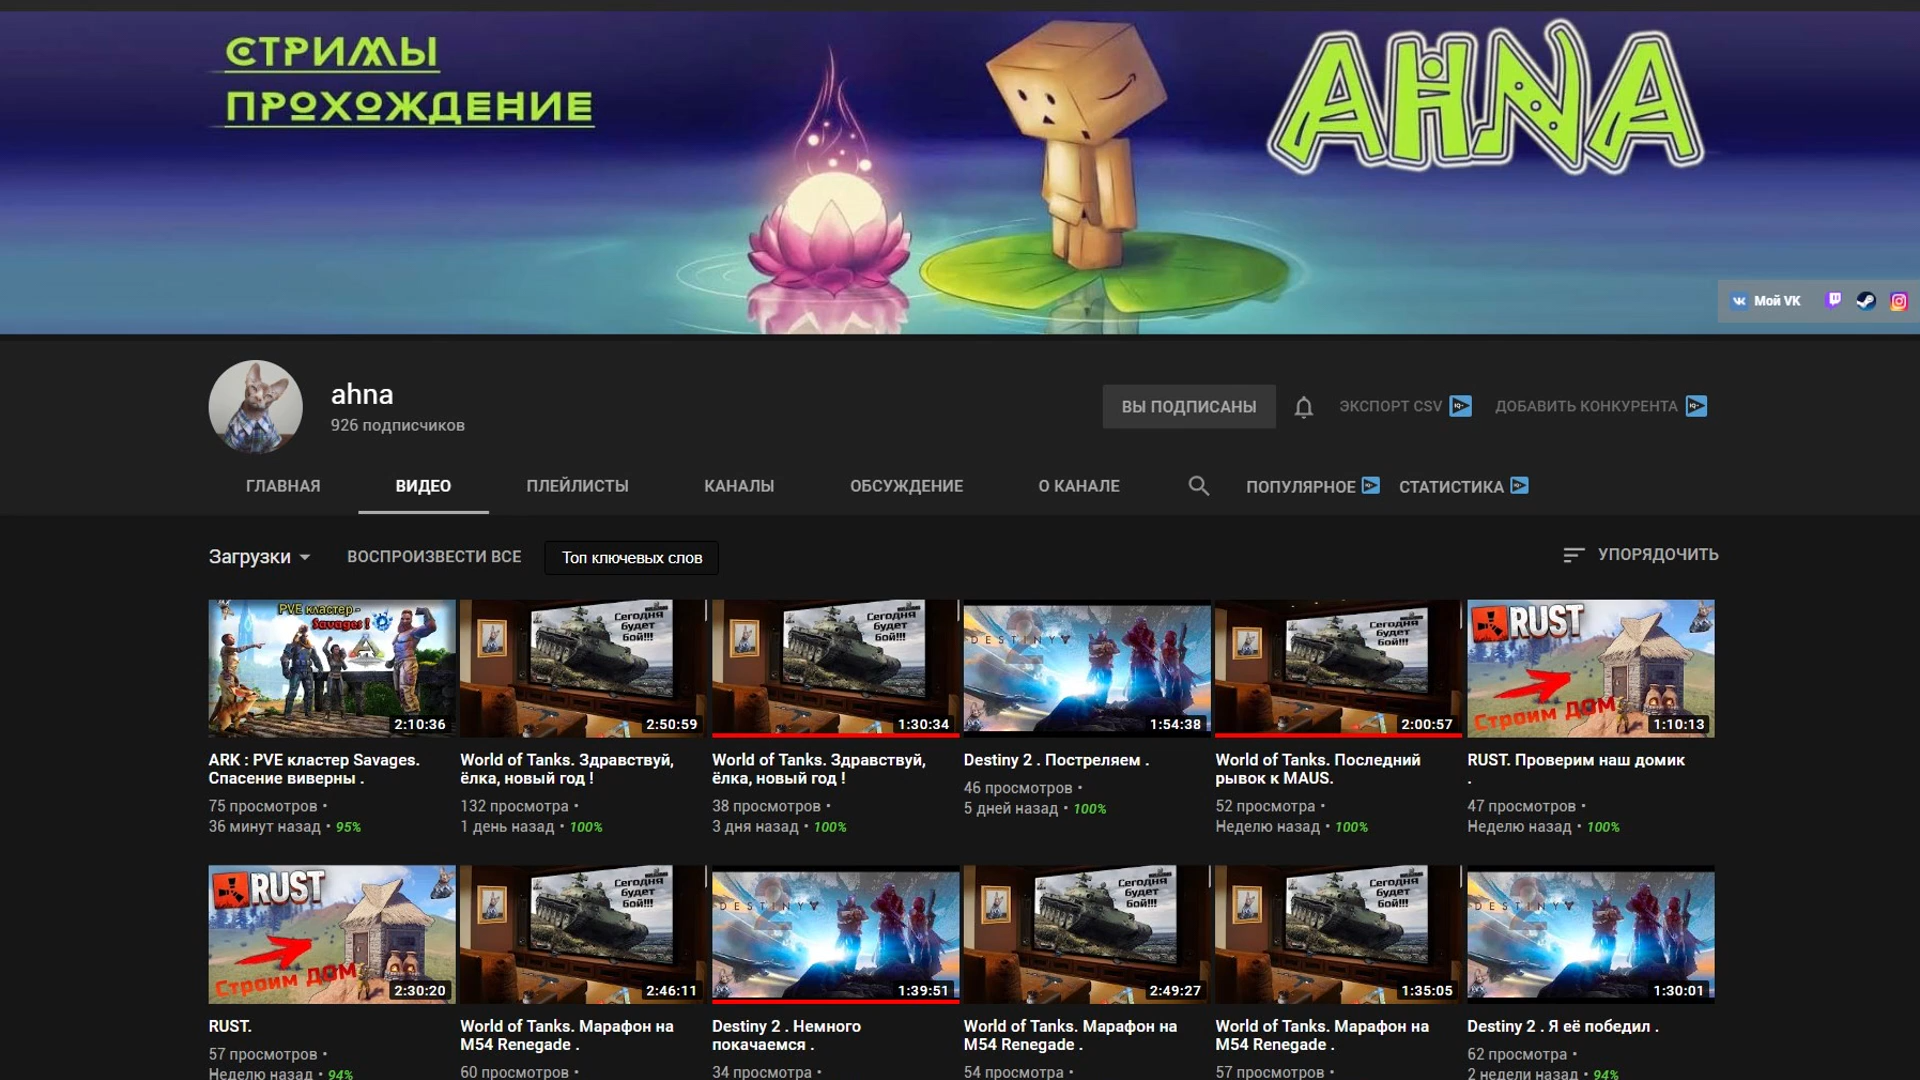 СТРИМЫ
ПРОХОЖДЕНИЕ
AHNA
Мой VK
ahna
926 подписчиков
ВЫ ПОДПИСАНЫ
ЭКСПОРТ CSV
ДОБАВИТЬ КОНКУРЕНТА
ГЛАВНАЯ ВИДЕО ПЛЕЙЛИСТЫ КАНАЛЫ ОБСУЖДЕНИЕ О КАНАЛЕ ПОПУЛЯРНОЕ СТАТИСТИКА
Загрузки ВОСПРОИЗВЕСТИ ВСЕ Топ ключевых слов УПОРЯДОЧИТЬ
PVE кластер -
Savages !
2:10:36
ARK : PVE кластер Savages.
Спасение виверны .
75 просмотров •
36 минут назад • 95%
Сегодня
будет
бой!!!
2:50:59
World of Tanks. Здравствуй,
ёлка, новый год !
132 просмотра •
1 день назад • 100%
Сегодня
будет
бой!!!
1:30:34
World of Tanks. Здравствуй,
ёлка, новый год !
38 просмотров •
3 дня назад • 100%
DESTINY
2
1:54:38
Destiny 2 . Постреляем .
46 просмотров •
5 дней назад • 100%
Сегодня
будет
бой!!!
2:00:57
World of Tanks. Последний
рывок к MAUS.
52 просмотра •
Неделю назад • 100%
RUST
Строим ДОМ
1:10:13
RUST. Проверим наш домик
.
47 просмотров •
Неделю назад • 100%
RUST
Строим ДОМ
2:30:20
RUST.
57 просмотров •
Неделю назад • 94%
Сегодня
будет
бой!!!
2:46:11
World of Tanks. Марафон на
M54 Renegade .
60 просмотров •
DESTINY
2
1:39:51
Destiny 2 . Немного
покачаемся .
34 просмотра •
Сегодня
будет
бой!!!
2:49:27
World of Tanks. Марафон на
M54 Renegade .
54 просмотра •
Сегодня
будет
бой!!!
1:35:05
World of Tanks. Марафон на
M54 Renegade .
57 просмотров •
DESTINY
2
1:30:01
Destiny 2 . Я её победил .
62 просмотра •
2 недели назад • 94%